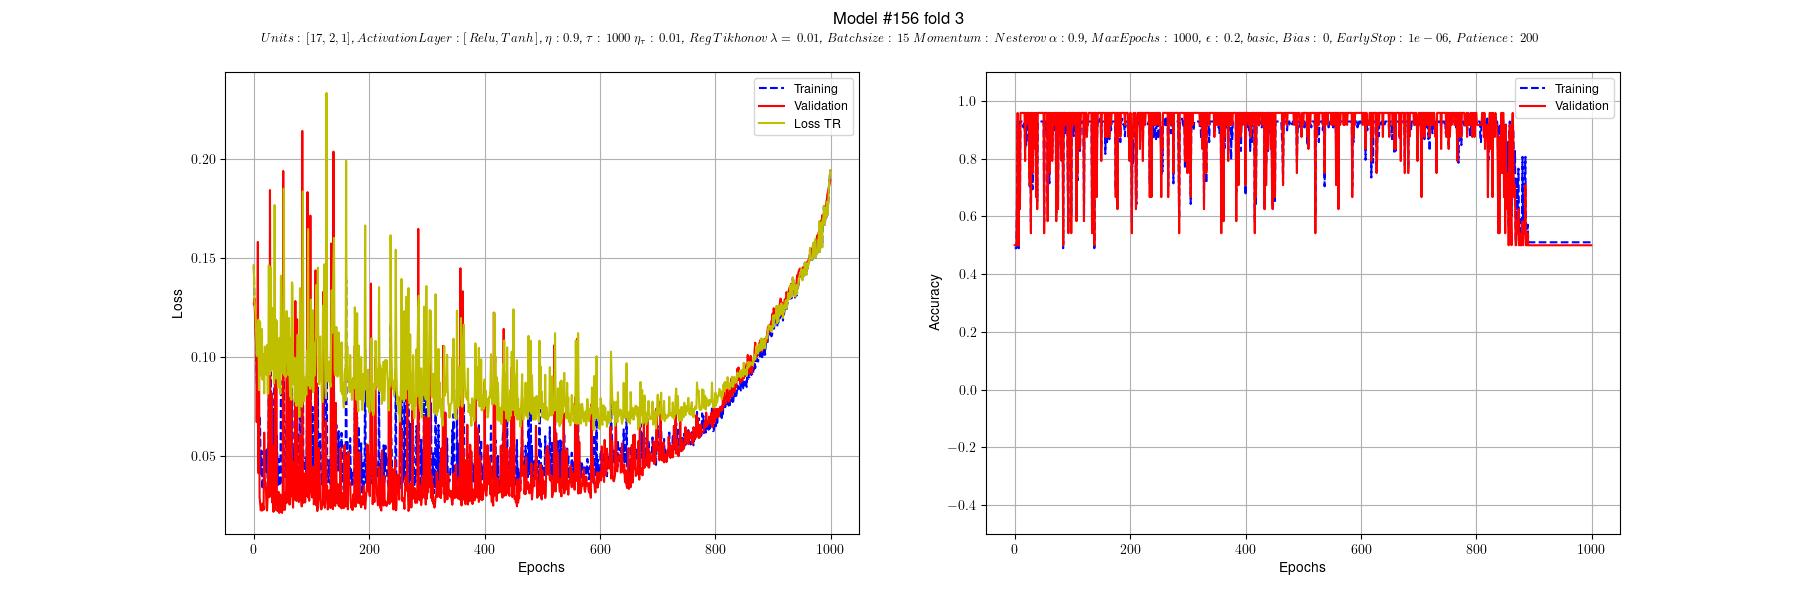 Model #156 fold 3
Units : [17, 2, 1], ActivationLayer : [ Relu, Tanh], η : 0.9, τ : 1000 η_τ : 0.01, Reg Tikhonov λ = 0.01, Batchsize : 15 Momentum : Nesterov α : 0.9, MaxEpochs : 1000, ϵ : 0.2, basic, Bias : 0, EarlyStop : 1e − 06, Patience : 200
Training
Validation
Loss TR
0.20
0.15
0.10
0.05
Loss
0 200 400 600 800 1000
Epochs
Training
Validation
1.0
0.8
0.6
0.4
0.2
0.0
−0.2
−0.4
Accuracy
0 200 400 600 800 1000
Epochs